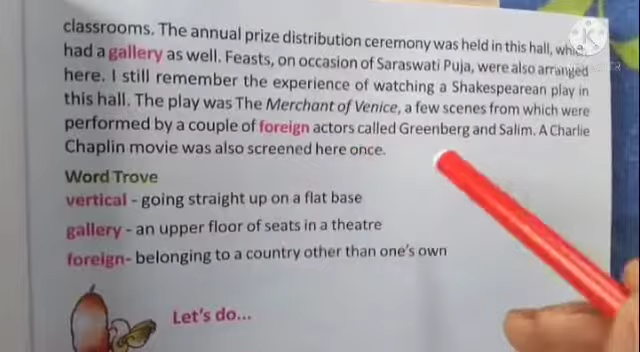 classrooms. The annual prize distribution ceremony was held in this hall, which
had a gallery as well. Feasts, on occasion of Saraswati Puja, were also arranged
here. I still remember the experience of watching a Shakespearean play in
this hall. The play was The Merchant of Venice, a few scenes from which were
performed by a couple of foreign actors called Greenberg and Salim. A Charlie
Chaplin movie was also screened here once.
Word Trove
vertical - going straight up on a flat base
gallery - an upper floor of seats in a theatre
foreign- belonging to a country other than one's own
Let's do...